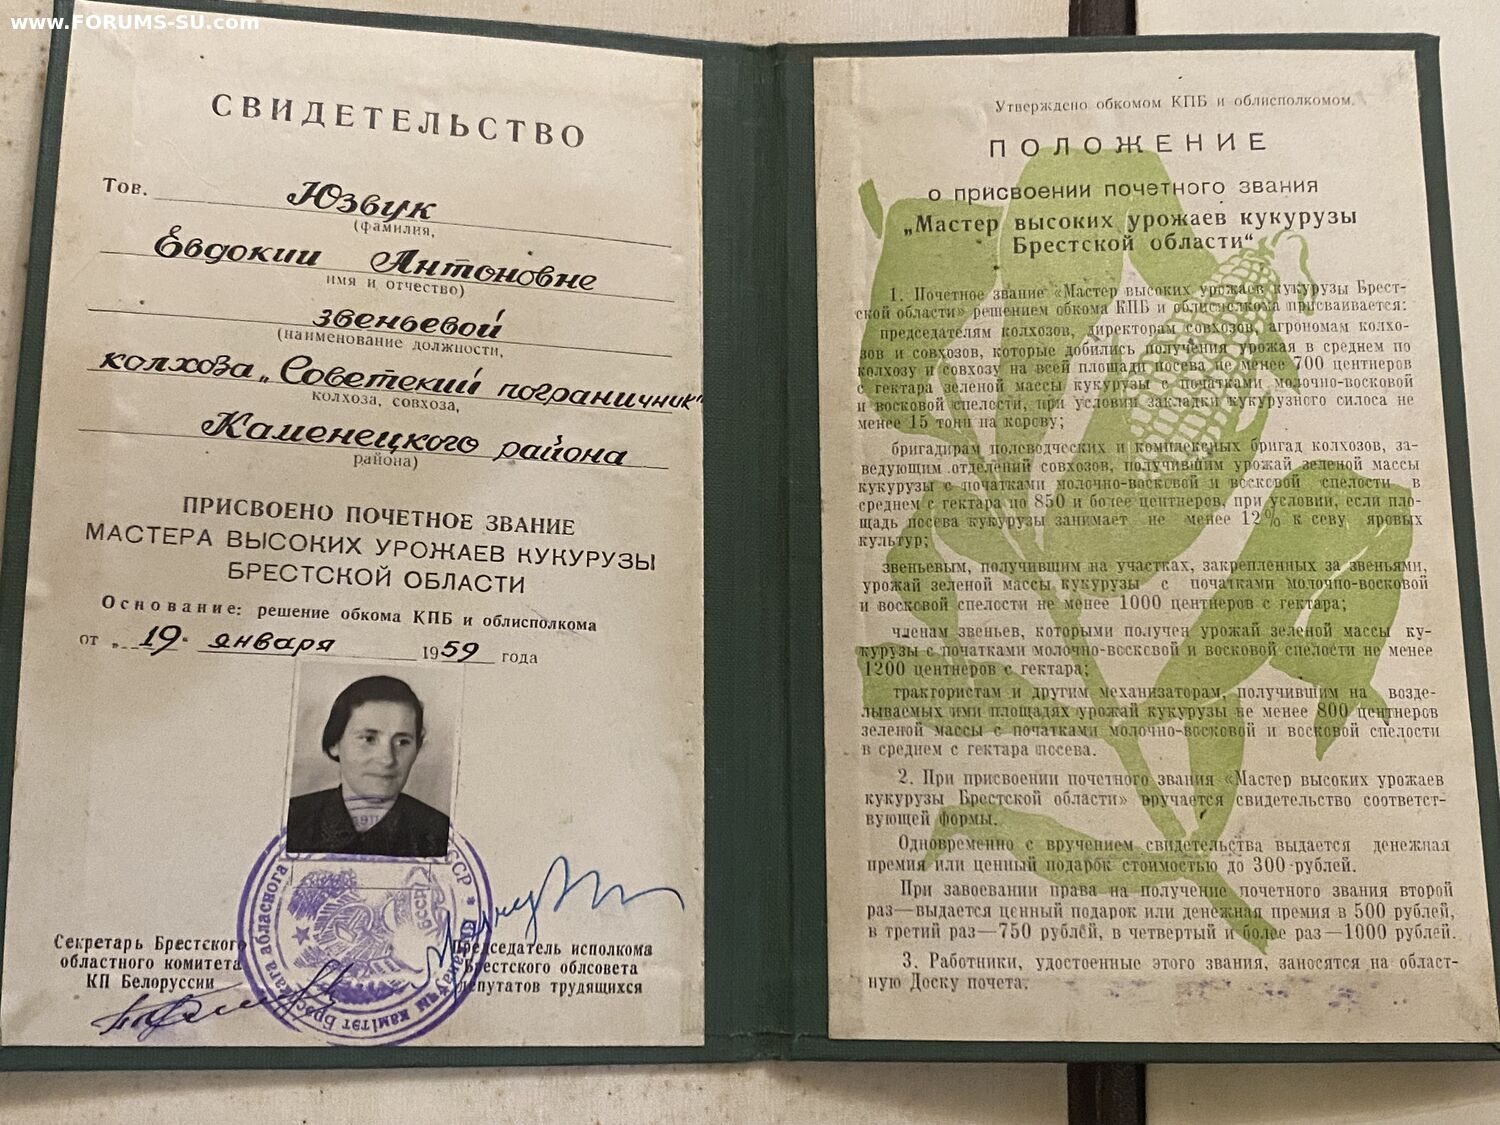 www.FORUMS-SU.com
СВИДЕТЕЛЬСТВО
Тов. Юзвук
(фамилия,
Евдокии Антоновне
имя и отчество)
звеньевой
(наименование должности,
колхоза „Советский пограничник"
колхоза, совхоза,
Каменецкого района
района)
ПРИСВОЕНО ПОЧЕТНОЕ ЗВАНИЕ
МАСТЕРА ВЫСОКИХ УРОЖАЕВ КУКУРУЗЫ
БРЕСТСКОЙ ОБЛАСТИ
Основание: решение обкома КПБ и облисполкома
от „19" января 1959 года
Секретарь Брестского
областного комитета
КП Белоруссии
Председатель исполкома
Брестского облсовета
депутатов трудящихся
Утверждено обкомом КПБ и облисполкомом.
ПОЛОЖЕНИЕ
о присвоении почетного звания
„Мастер высоких урожаев кукурузы
Брестской области"
1. Почетное звание «Мастер высоких урожаев кукурузы Брест-
ской области» решением обкома КПБ и облисполкома присваивается:
председателям колхозов, директорам совхозов, агрономам колхо-
зов и совхозов, которые добились получения урожая в среднем по
колхозу и совхозу на всей площади посева не менее 700 центнеров
с гектара зеленой массы кукурузы с початками молочно-восковой
и восковой спелости, при условии закладки кукурузного силоса не
менее 15 тонн на корову;
бригадирам полеводческих и комплексных бригад колхозов, за-
ведующим отделений совхозов, получившим урожай зеленой массы
кукурузы с початками молочно-восковой и восковой спелости в
среднем с гектара по 850 и более центнеров, при условии, если пло-
щадь посева кукурузы занимает не менее 12% к севу яровых
культур;
звеньевым, получившим на участках, закрепленных за звеньями,
урожай зеленой массы кукурузы с початками молочно-восковой
и восковой спелости не менее 1000 центнеров с гектара;
членам звеньев, которыми получен урожай зеленой массы ку-
курузы с початками молочно-восковой и восковой спелости не менее
1200 центнеров с гектара;
трактористам и другим механизаторам, получившим на возде-
лываемых ими площадях урожай кукурузы не менее 800 центнеров
зеленой массы с початками молочно-восковой и восковой спелости
в среднем с гектара посева.
2. При присвоении почетного звания «Мастер высоких урожаев
кукурузы Брестской области» вручается свидетельство соответст-
вующей формы.
Одновременно с вручением свидетельства выдается денежная
премия или ценный подарок стоимостью до 300 рублей.
При завоевании права на получение почетного звания второй
раз—выдается ценный подарок или денежная премия в 500 рублей,
в третий раз—750 рублей, в четвертый и более раз—1000 рублей.
3. Работники, удостоенные этого звания, заносятся на област-
ную Доску почета.